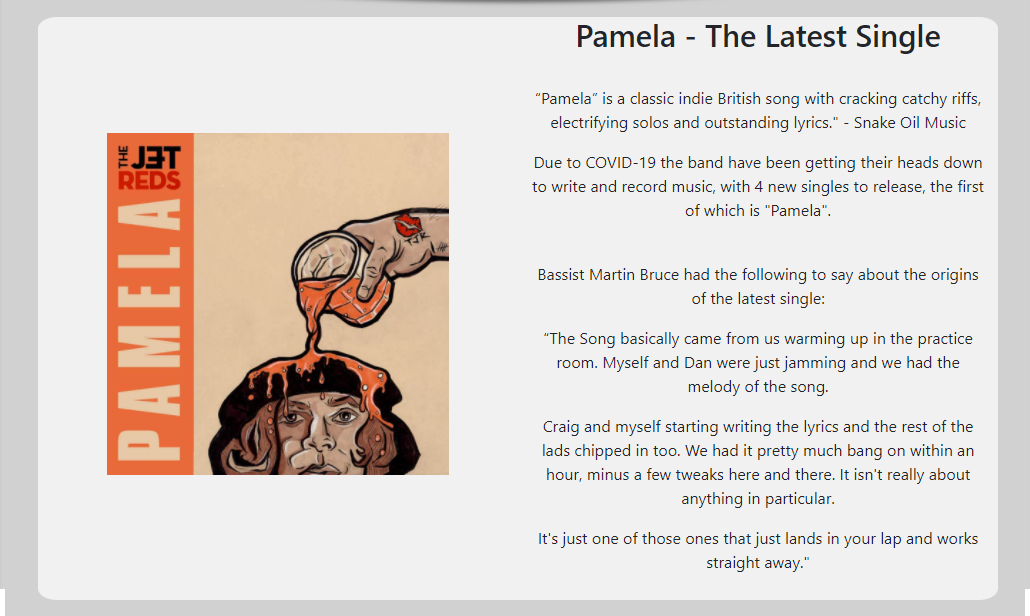 Pamela - The Latest Single
“Pamela” is a classic indie British song with cracking catchy riffs,
electrifying solos and outstanding lyrics." - Snake Oil Music
Due to COVID-19 the band have been getting their heads down
to write and record music, with 4 new singles to release, the first
of which is "Pamela".
Bassist Martin Bruce had the following to say about the origins
of the latest single:
“The Song basically came from us warming up in the practice
room. Myself and Dan were just jamming and we had the
melody of the song.
Craig and myself starting writing the lyrics and the rest of the
lads chipped in too. We had it pretty much bang on within an
hour, minus a few tweaks here and there. It isn't really about
anything in particular.
It's just one of those ones that just lands in your lap and works
straight away."
THE JET
REDS
PAMELA
TJR